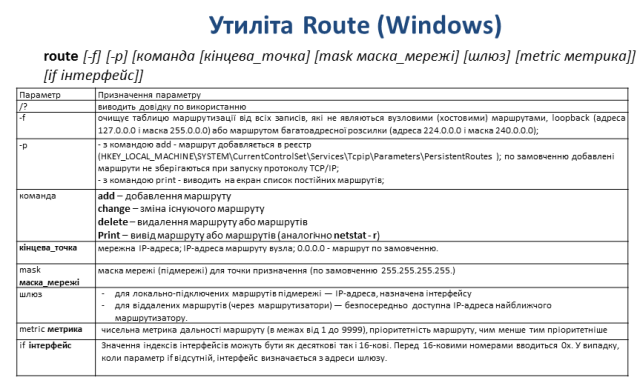 Утиліта Route (Windows)
route [-f] [-p] [команда [кінцева_точка] [mask маска_мережі] [шлюз] [metric метрика]]
[if інтерфейс]]
Параметр Призначення параметру
/? виводить довідку по використанню
-f очищує таблицю маршрутизації від всіх записів, які не являються вузловими (хостовими) маршрутами, loopback (адреса
127.0.0.0 і маска 255.0.0.0) або маршрутом багатоадресної розсилки (адреса 224.0.0.0 і маска 240.0.0.0);
-p - з командою add - маршрут добавляється в реєстр
(HKEY_LOCAL_MACHINE\SYSTEM\CurrentControlSet\Services\Tcpip\Parameters\PersistentRoutes ); по замовченню добавлені
маршрути не зберігаються при запуску протоколу TCP/IP;
- з командою print - виводить на екран список постійних маршрутів;
команда add – добавлення маршруту
change – зміна існуючого маршруту
delete – видалення маршруту або маршрутів
Print – вивід маршруту або маршрутів (аналогічно netstat - r)
кінцева_точка мережна IP-адреса; IP-адреса маршруту вузла; 0.0.0.0 - маршрут по замовченню.
mask маска мережі (підмережі) для точки призначення (по замовченню 255.255.255.255.)
маска_мережі
шлюз - для локально-підключених маршрутів підмережі — IP-адреса, назначена інтерфейсу
- для віддалених маршрутів (через маршрутизатори) — безпосередньо доступна IP-адреса найближчого
маршрутизатору.
metric метрика чисельна метрика дальності маршруту (в межах від 1 до 9999), пріоритетність маршруту, чим менше тим пріоритетніше
if інтерфейс Значення індексів інтерфейсів можуть бути як десяткові так і 16-кові. Перед 16-ковими номерами вводиться 0x. У випадку,
коли параметр if відсутній, інтерфейс визначається з адреси шлюзу.